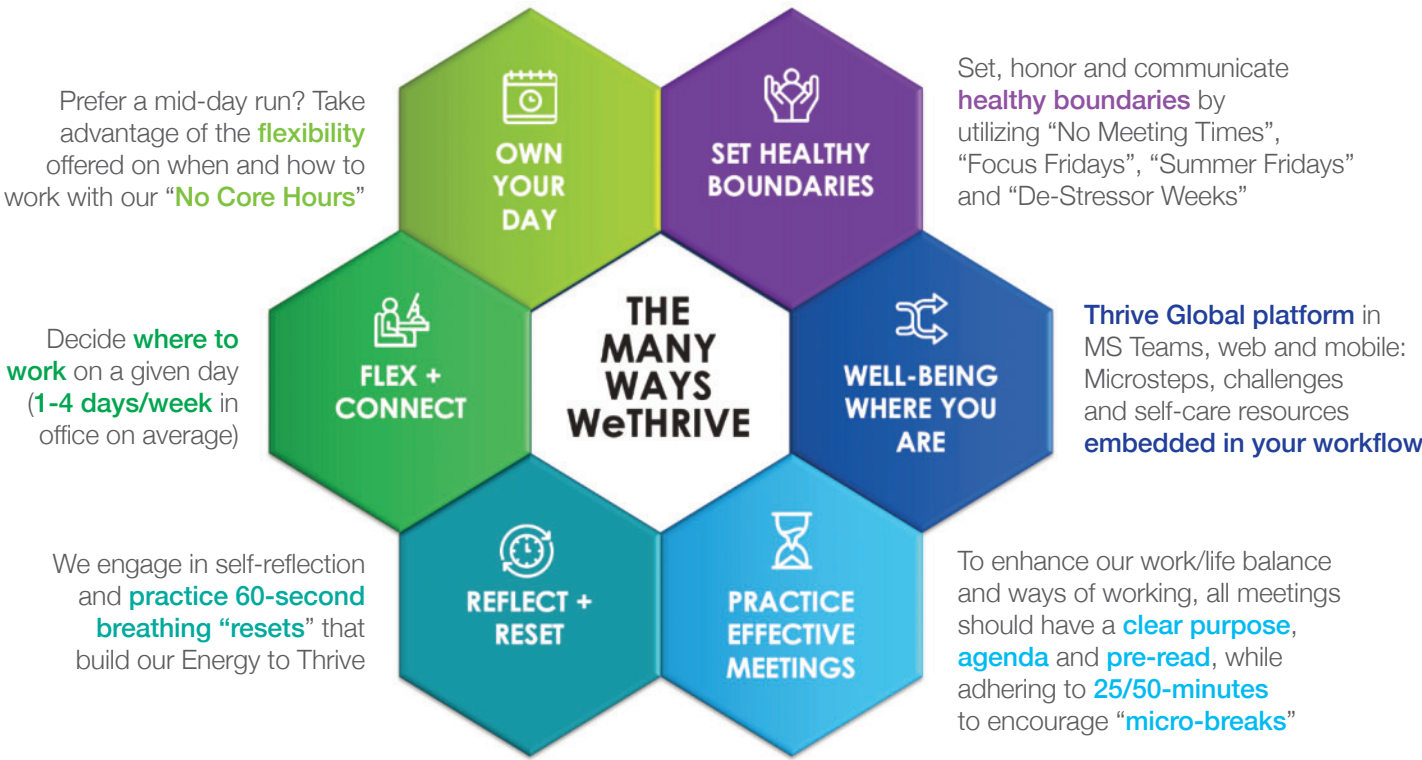 Prefer a mid-day run? Take
advantage of the flexibility
offered on when and how to
work with our “No Core Hours”
OWN
YOUR
DAY
SET HEALTHY
BOUNDARIES
Set, honor and communicate
healthy boundaries by
utilizing “No Meeting Times”,
“Focus Fridays”, “Summer Fridays”
and “De-Stressor Weeks”
Decide where to
work on a given day
(1-4 days/week in
office on average)
FLEX +
CONNECT
THE
MANY
WAYS
WeTHRIVE
WELL-BEING
WHERE YOU
ARE
Thrive Global platform in
MS Teams, web and mobile:
Microsteps, challenges
and self-care resources
embedded in your workflow
We engage in self-reflection
and practice 60-second
breathing “resets” that
build our Energy to Thrive
REFLECT +
RESET
PRACTICE
EFFECTIVE
MEETINGS
To enhance our work/life balance
and ways of working, all meetings
should have a clear purpose,
agenda and pre-read, while
adhering to 25/50-minutes
to encourage “micro-breaks”